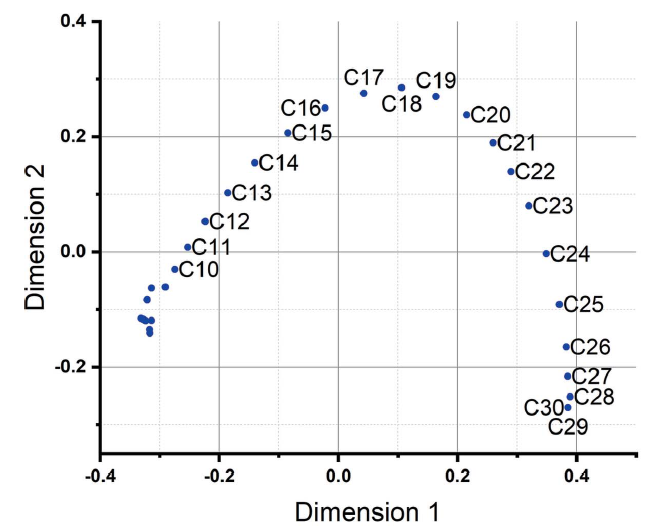 0.4
C17
C19
C16
C18
C20
0.2
C15
C21
C14
C22
C13
C23
C12
Dimension 2
0.0
C11
C24
C10
C25
C26
-0.2
C27
C28
C30
C29
-0.4
-0.2
0.0
0.2
0.4
Dimension 1